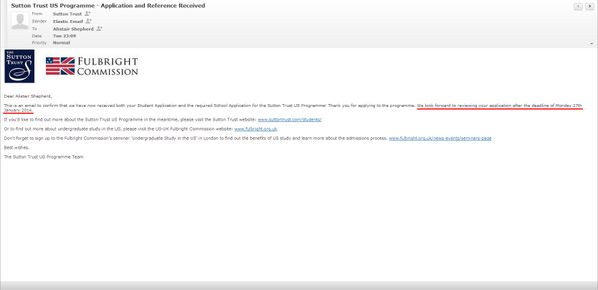 Sutton Trust US Programme - Application and Reference Received
From Sutton Trust
Sender Elastic Email
To Alistair Shepherd
Date Tue 23:09
Priority Normal
THE SUTTON TRUST
FULBRIGHT COMMISSION
Dear Alistair Shepherd,
This is an email to confirm that we have now received both your Student Application and the required School Application for the Sutton Trust US Programme! Thank you for applying to the programme. We look forward to reviewing your application after the deadline of Monday 27th
January 2014.
If you'd like to find out more about the Sutton Trust US Programme in the meantime, please visit the Sutton Trust website: www.suttontrust.com/students/
Or to find out more about undergraduate study in the US, please visit the US-UK Fulbright Commission website: www.fulbright.org.uk
Don't forget to sign up to the Fulbright Commission's seminar 'Undergraduate Study in the US' in London to find out the benefits of US study and learn more about the admissions process. www.fulbright.org.uk/news-events/seminars-page
Best wishes,
The Sutton Trust US Programme Team